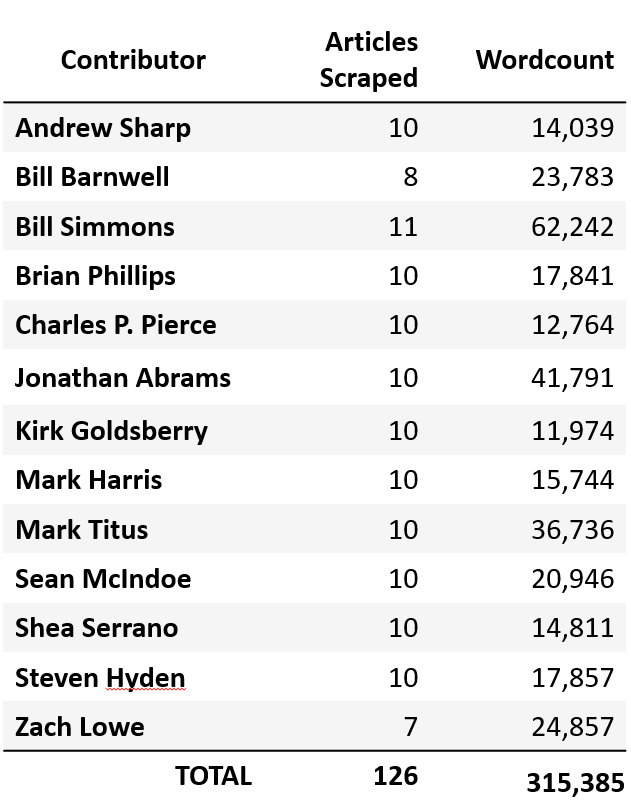 Contributor Articles Scraped Wordcount
Andrew Sharp 10 14,039
Bill Barnwell 8 23,783
Bill Simmons 11 62,242
Brian Phillips 10 17,841
Charles P. Pierce 10 12,764
Jonathan Abrams 10 41,791
Kirk Goldsberry 10 11,974
Mark Harris 10 15,744
Mark Titus 10 36,736
Sean McIndoe 10 20,946
Shea Serrano 10 14,811
Steven Hyden 10 17,857
Zach Lowe 7 24,857
TOTAL 126 315,385